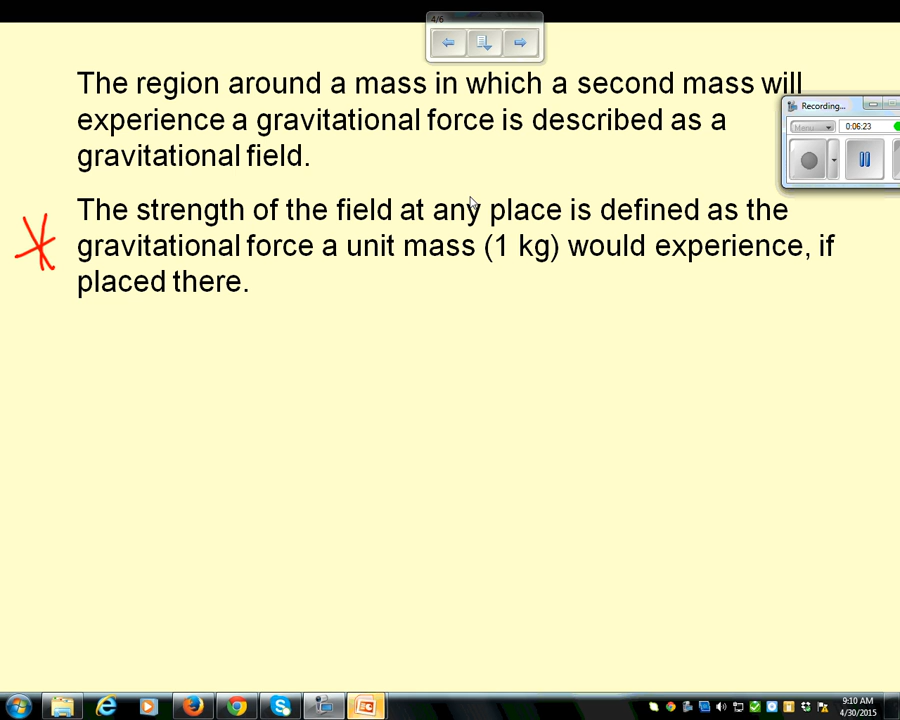 4/6
The region around a mass in which a second mass will
Recording...
experience a gravitational force is described as a
Menu
0:06:23
gravitational field.
The strength of the field at any place is defined as the
gravitational force a unit mass (1 kg) would experience, if
placed there.
9:10 AM
4/30/2015